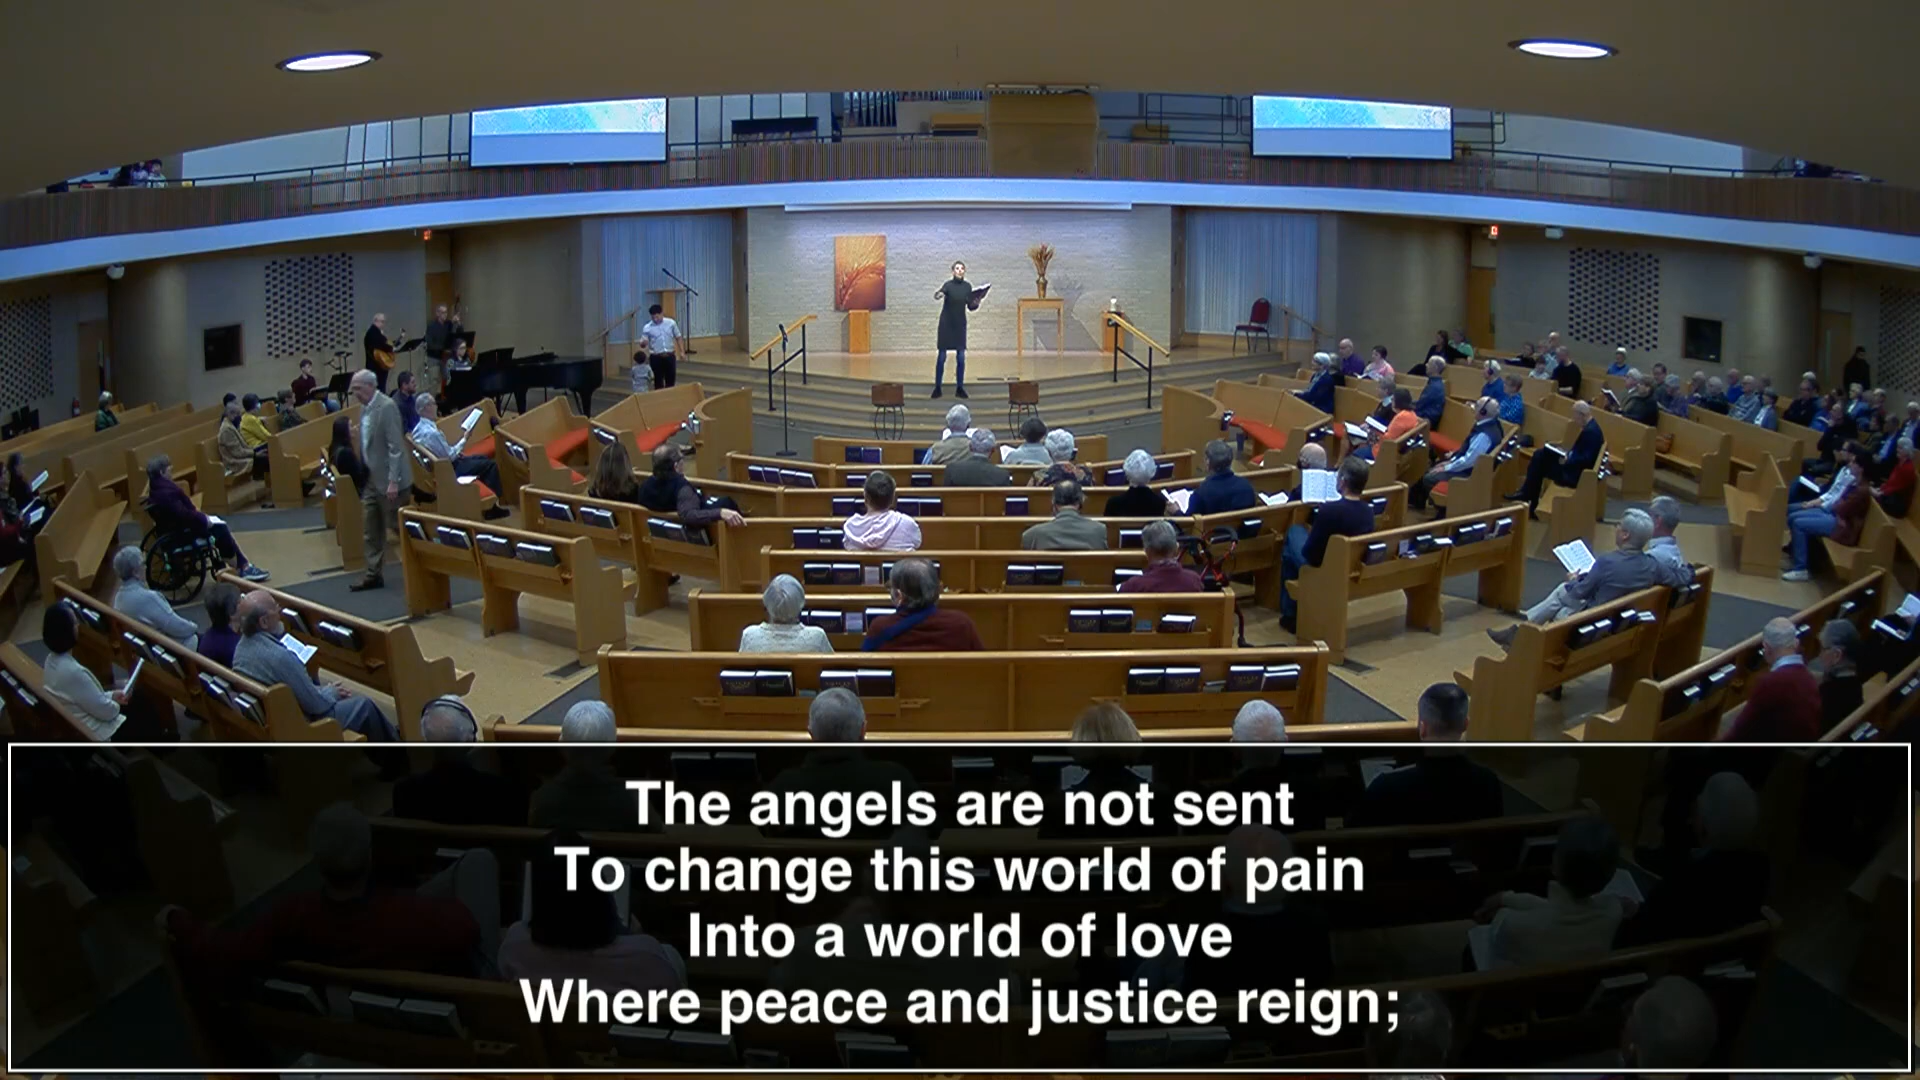 The angels are not sent
To change this world of pain
Into a world of love
Where peace and justice reign;